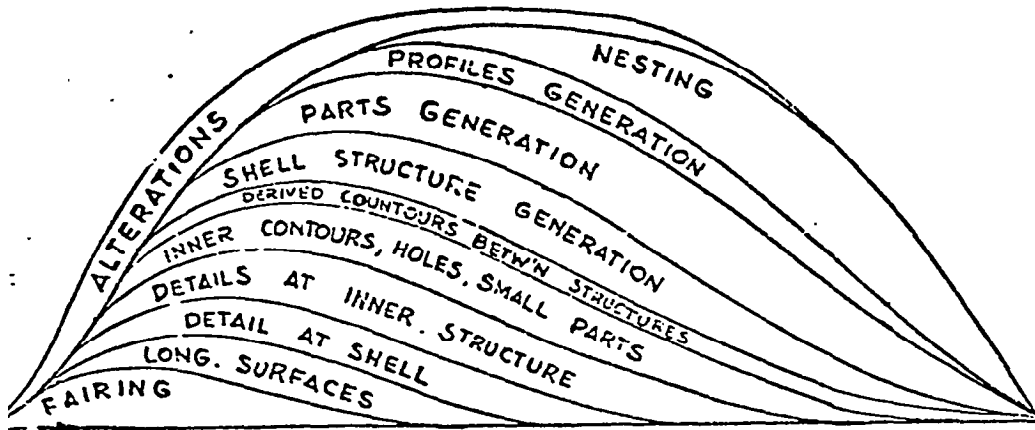 NESTING
PROFILES GENERATION
PARTS GENERATION
ALTERATIONS
SHELL STRUCTURE GENERATION
DERIVED COUNTOURS BETW'N STRUCTURES
INNER CONTOURS, HOLES, SMALL PARTS
DETAILS AT INNER. STRUCTURE
DETAIL AT SHELL
LONG. SURFACES
FAIRING